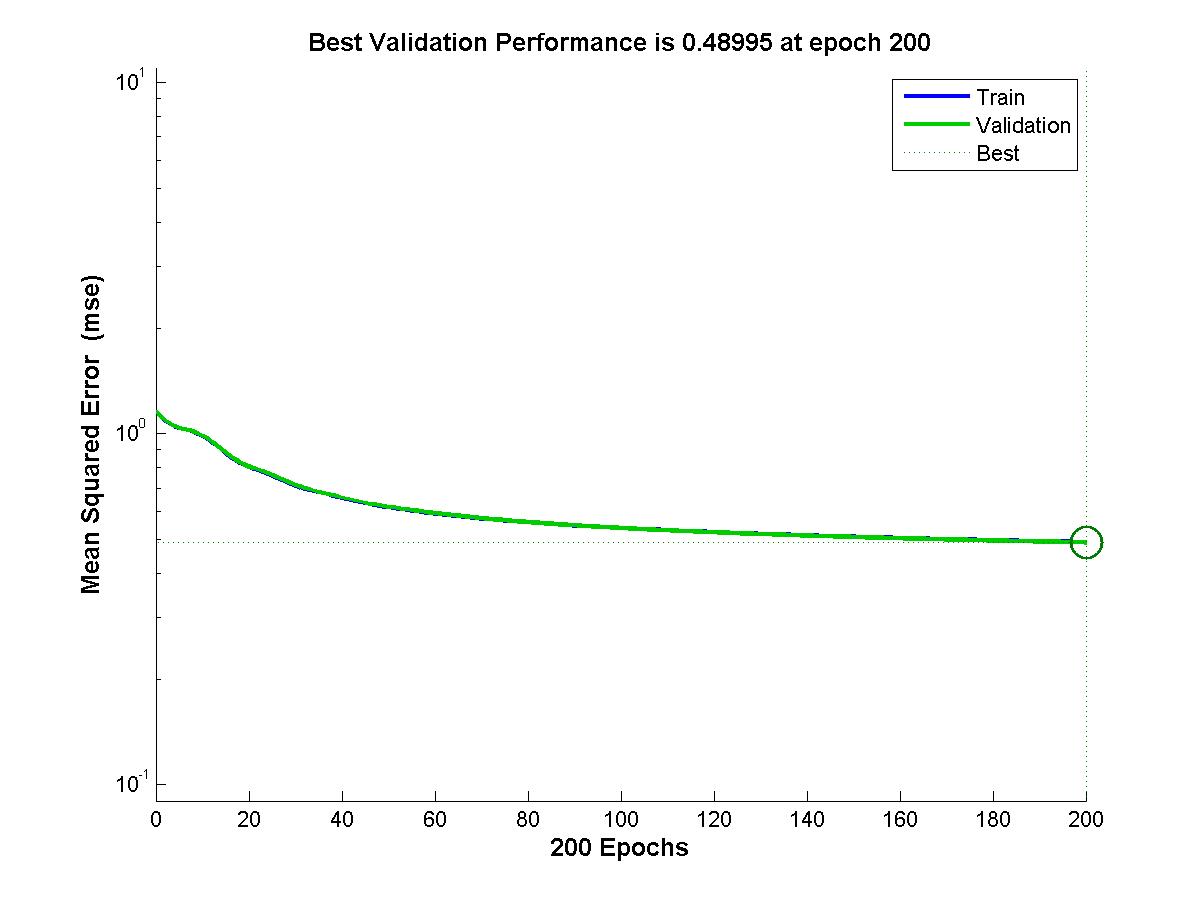 Best Validation Performance is 0.48995 at epoch 200
Train
Validation
Best
Mean Squared Error (mse)
10^1
10^0
10^-1
0 20 40 60 80 100 120 140 160 180 200
200 Epochs